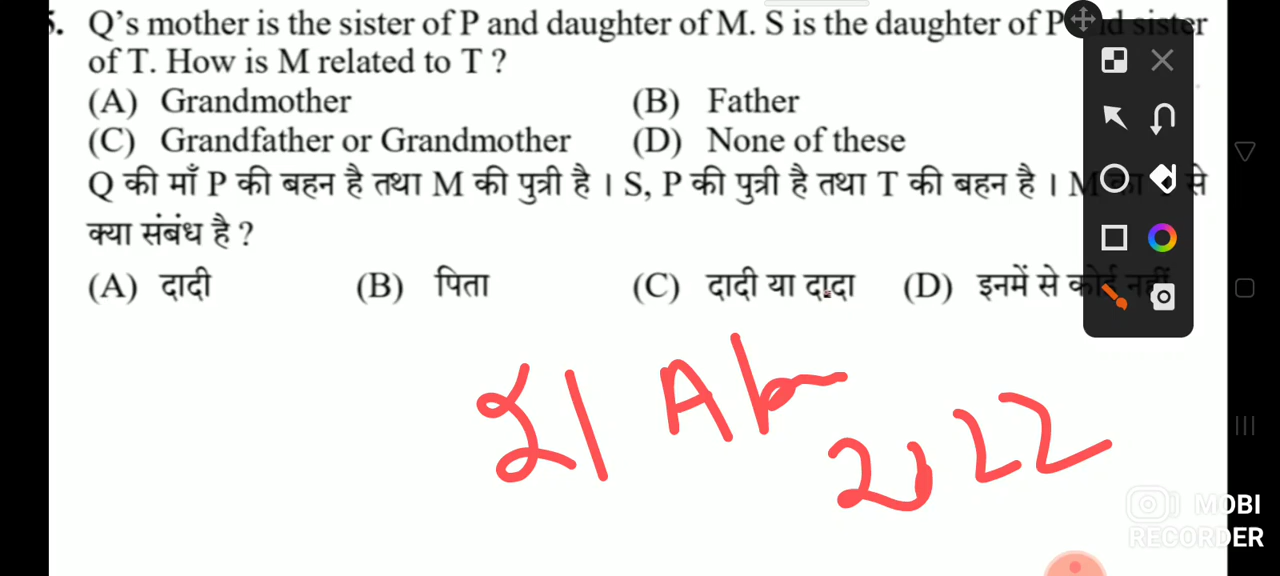 5. Q's mother is the sister of P and daughter of M. S is the daughter of P and sister
of T. How is M related to T ?
(A) Grandmother (B) Father
(C) Grandfather or Grandmother (D) None of these
Q की माँ P की बहन है तथा M की पुत्री है । S, P की पुत्री है तथा T की बहन है । M से
क्या संबंध है ?
(A) दादी (B) पिता (C) दादी या दादा (D) इनमें से कोई नहीं
21 2022
MOBI
RECORDER